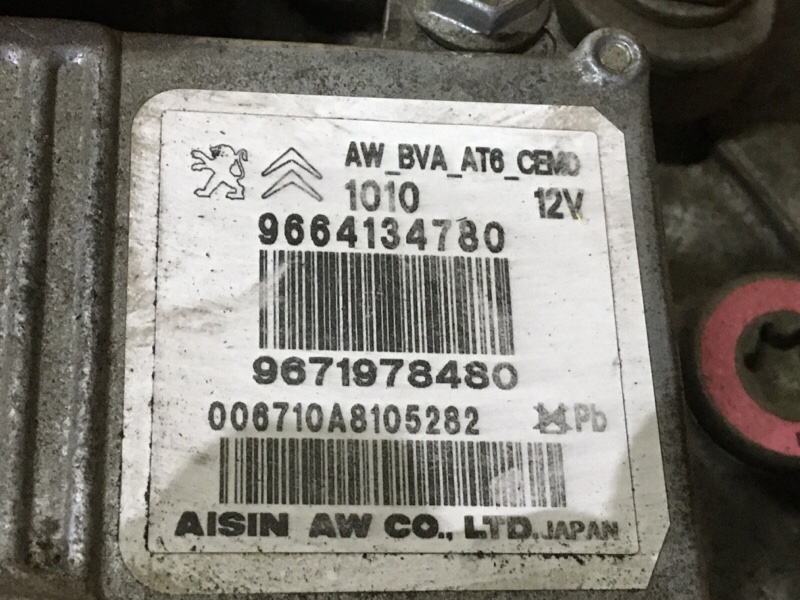 AW_BVA_AT6_CEMO
1010 12V
9664134780
9671978480
006710A8105282 Pb
AISIN AW CO., LTD. JAPAN